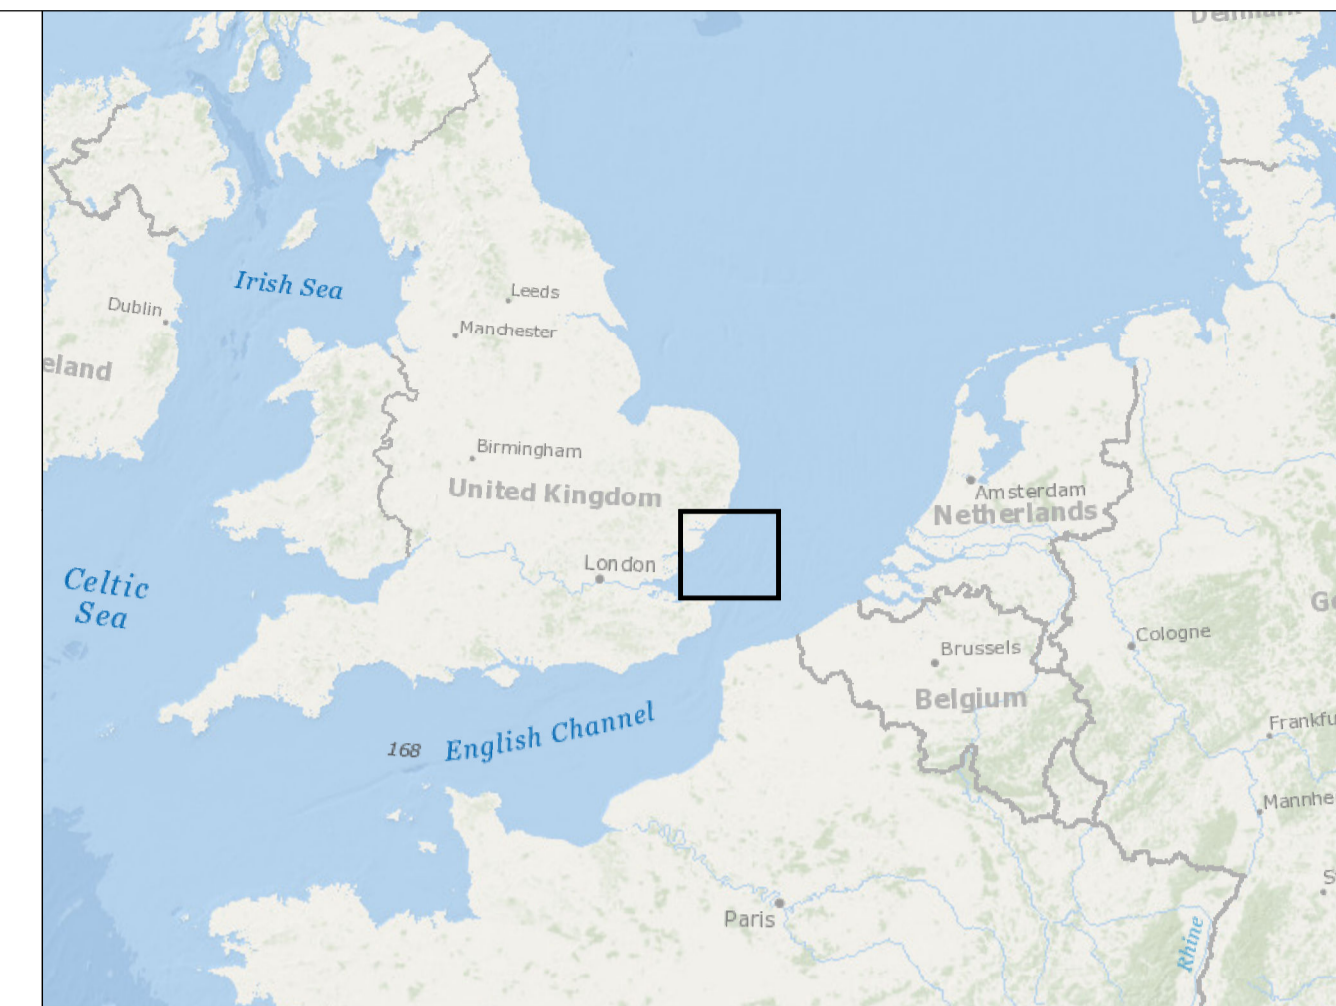 Denmark
Irish Sea
Leeds
Dublin
Manchester
eland
Birmingham
United Kingdom
Amsterdam
Netherlands
London
Celtic
Sea
Cologne
Brussels
Belgium
Frankfu
168
English Channel
Mannhe
Paris
Rhine